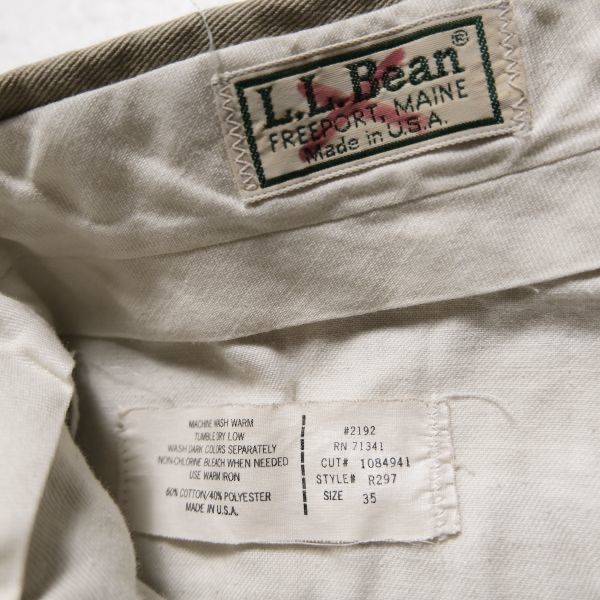 L.L.Bean®
FREEPORT, MAINE
Made in U.S.A.
MACHINE WASH WARM
TUMBLE DRY LOW
WASH DARK COLORS SEPARATELY
NON-CHLORINE BLEACH WHEN NEEDED
USE WARM IRON
60% COTTON/40% POLYESTER
MADE IN U.S.A.
#2192
RN 71341
CUT# 1084941
STYLE# R297
SIZE 35